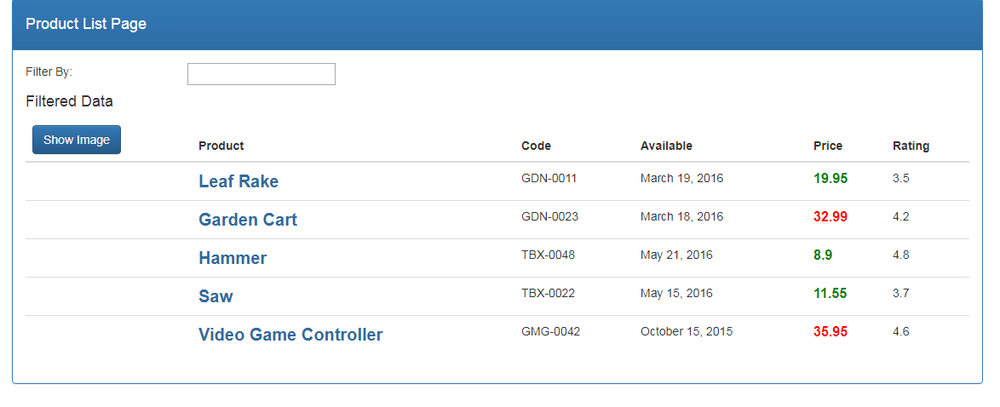 Product List Page
Filter By:
Filtered Data
Show Image Product Code Available Price Rating
Leaf Rake GDN-0011 March 19, 2016 19.95 3.5
Garden Cart GDN-0023 March 18, 2016 32.99 4.2
Hammer TBX-0048 May 21, 2016 8.9 4.8
Saw TBX-0022 May 15, 2016 11.55 3.7
Video Game Controller GMG-0042 October 15, 2015 35.95 4.6